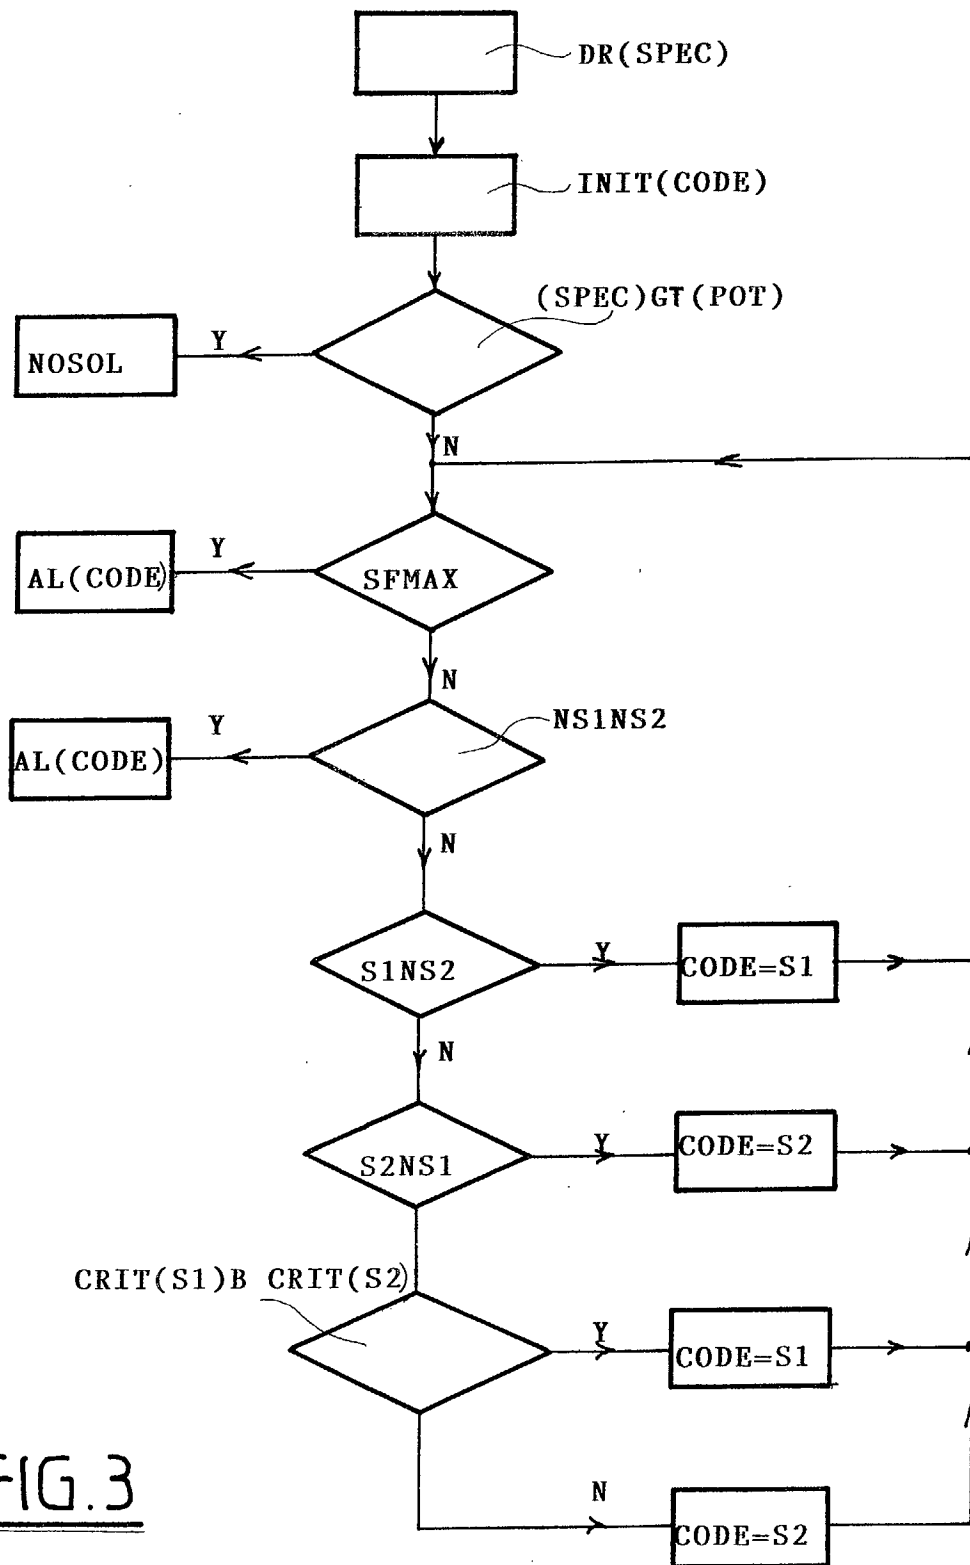 DR(SPEC)
INIT(CODE)
(SPEC)GT(POT)
Y
NOSOL
N
Y
AL(CODE)
SFMAX
N
NS1NS2
Y
AL(CODE)
N
S1NS2
Y
CODE=S1
N
S2NS1
Y
CODE=S2
CRIT(S1)B CRIT(S2)
Y
CODE=S1
N
CODE=S2
FIG.3